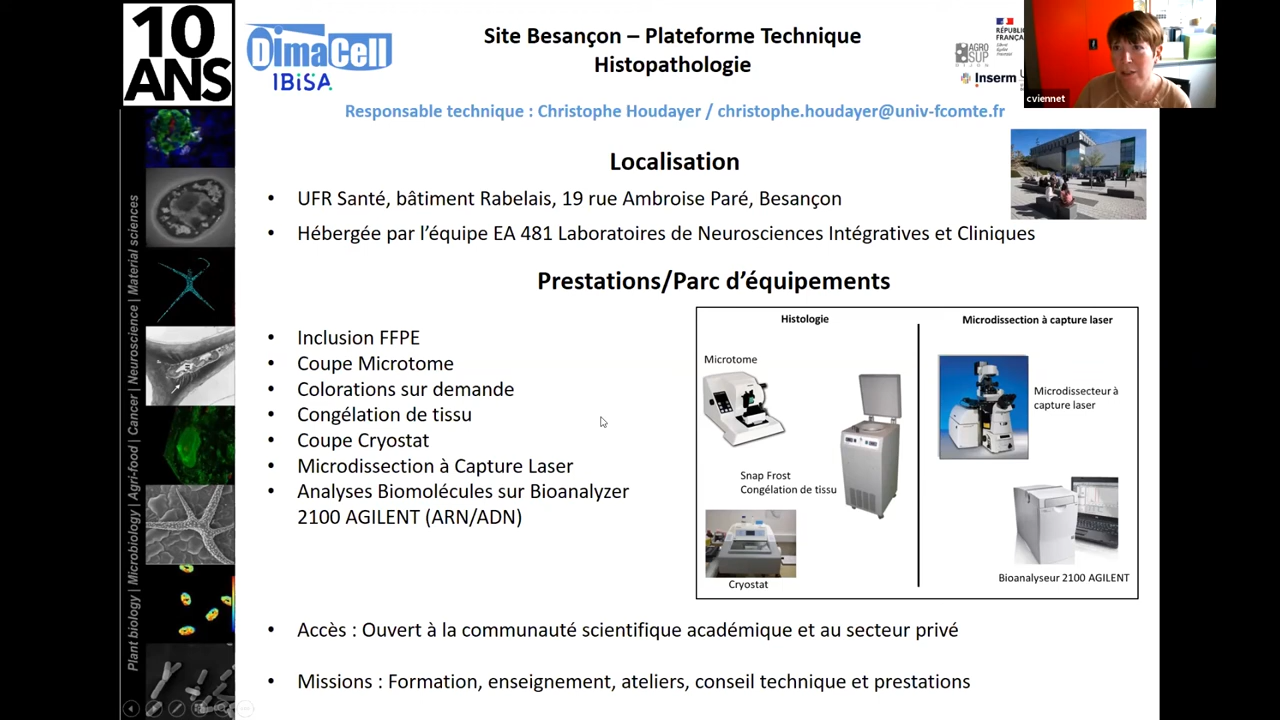 10
ANS
DimaCell
IBiSA
Site Besançon – Plateforme Technique
Histopathologie
RÉPUBLIQUE
FRANÇAISE
AGRO
SUP
DIJON
Inserm
cviennet
Responsable technique : Christophe Houdayer / christophe.houdayer@univ-fcomte.fr
Localisation
• UFR Santé, bâtiment Rabelais, 19 rue Ambroise Paré, Besançon
• Hébergée par l’équipe EA 481 Laboratoires de Neurosciences Intégratives et Cliniques
Prestations/Parc d’équipements
• Inclusion FFPE
• Coupe Microtome
• Colorations sur demande
• Congélation de tissu
• Coupe Cryostat
• Microdissection à Capture Laser
• Analyses Biomolécules sur Bioanalyzer
2100 AGILENT (ARN/ADN)
Histologie
Microtome
Snap Frost
Congélation de tissu
Cryostat
Microdissection à capture laser
Microdissecteur à
capture laser
Bioanalyseur 2100 AGILENT
• Accès : Ouvert à la communauté scientifique académique et au secteur privé
• Missions : Formation, enseignement, ateliers, conseil technique et prestations
Plant biology | Microbiology | Agri-food | Cancer | Neuroscience | Material sciences